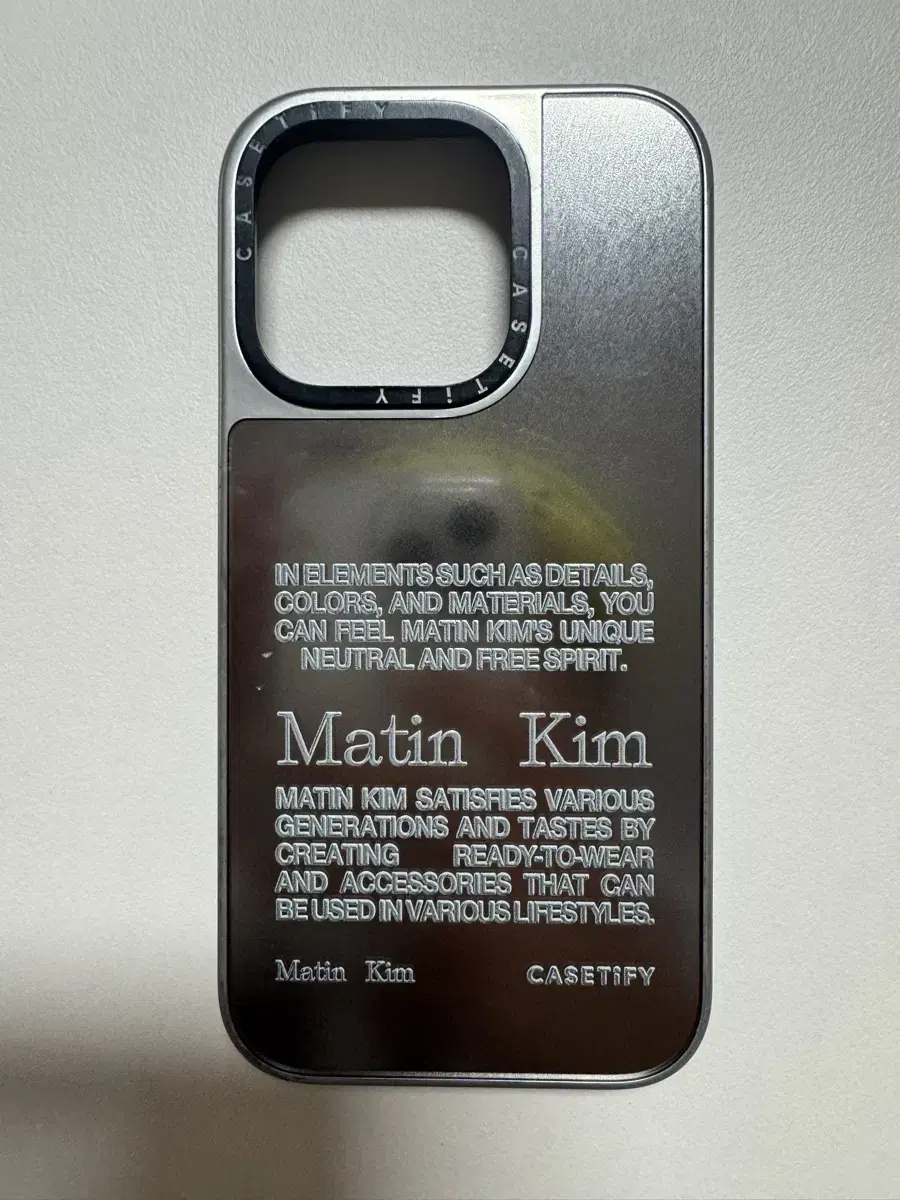 CASETiFY
CASETiFY
IN ELEMENTS SUCH AS DETAILS,
COLORS, AND MATERIALS, YOU
CAN FEEL MATIN KIM'S UNIQUE
NEUTRAL AND FREE SPIRIT.
Matin Kim
MATIN KIM SATISFIES VARIOUS
GENERATIONS AND TASTES BY
CREATING READY-TO-WEAR
AND ACCESSORIES THAT CAN
BE USED IN VARIOUS LIFESTYLES.
Matin Kim CASETiFY